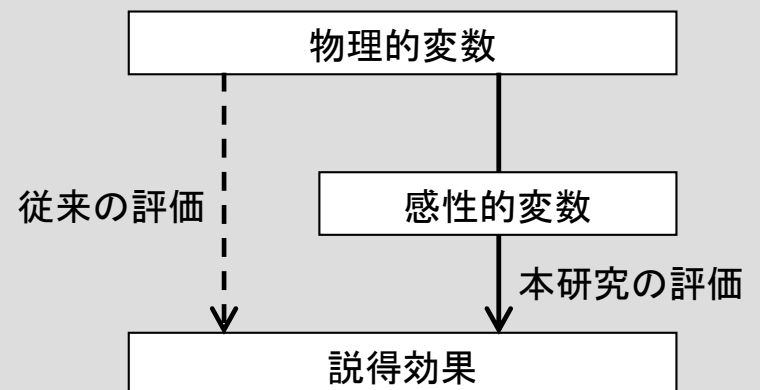 物理的変数
従来の評価
感性的変数
本研究の評価
説得効果